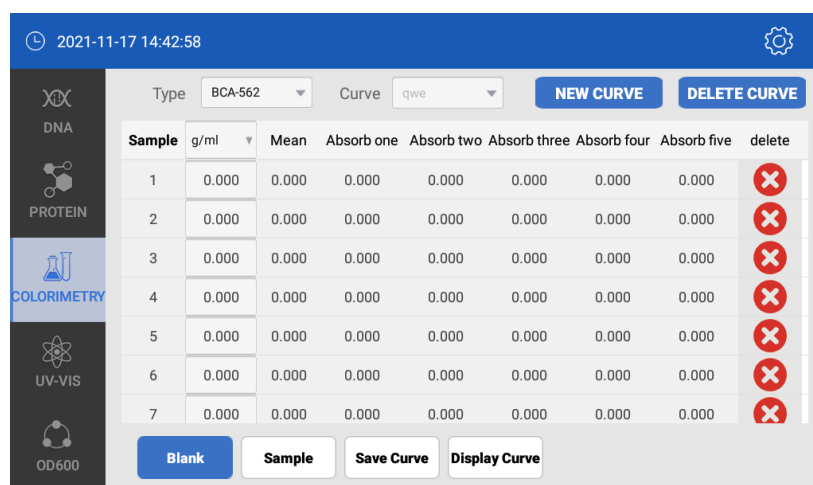 2021-11-17 14:42:58
DNA
PROTEIN
COLORIMETRY
UV-VIS
OD600
Type BCA-562 Curve qwe NEW CURVE DELETE CURVE
Sample g/ml Mean Absorb one Absorb two Absorb three Absorb four Absorb five delete
1 0.000 0.000 0.000 0.000 0.000 0.000 0.000
2 0.000 0.000 0.000 0.000 0.000 0.000 0.000
3 0.000 0.000 0.000 0.000 0.000 0.000 0.000
4 0.000 0.000 0.000 0.000 0.000 0.000 0.000
5 0.000 0.000 0.000 0.000 0.000 0.000 0.000
6 0.000 0.000 0.000 0.000 0.000 0.000 0.000
7 0.000 0.000 0.000 0.000 0.000 0.000 0.000
Blank Sample Save Curve Display Curve